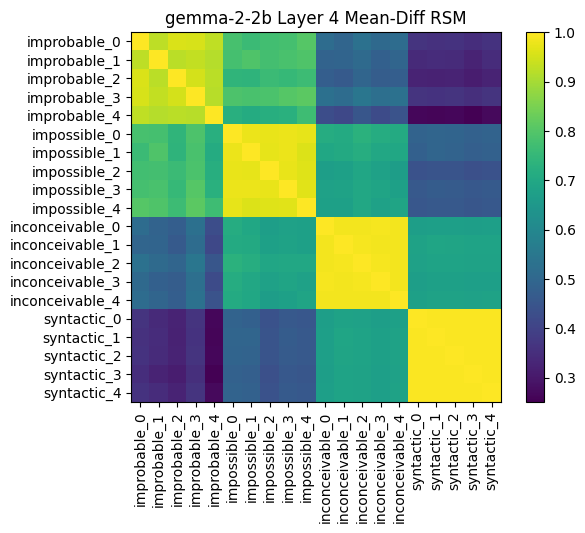 gemma-2-2b Layer 4 Mean-Diff RSM
improbable_0
improbable_1
improbable_2
improbable_3
improbable_4
impossible_0
impossible_1
impossible_2
impossible_3
impossible_4
inconceivable_0
inconceivable_1
inconceivable_2
inconceivable_3
inconceivable_4
syntactic_0
syntactic_1
syntactic_2
syntactic_3
syntactic_4
improbable_0
improbable_1
improbable_2
improbable_3
improbable_4
impossible_0
impossible_1
impossible_2
impossible_3
impossible_4
inconceivable_0
inconceivable_1
inconceivable_2
inconceivable_3
inconceivable_4
syntactic_0
syntactic_1
syntactic_2
syntactic_3
syntactic_4
1.0
0.9
0.8
0.7
0.6
0.5
0.4
0.3